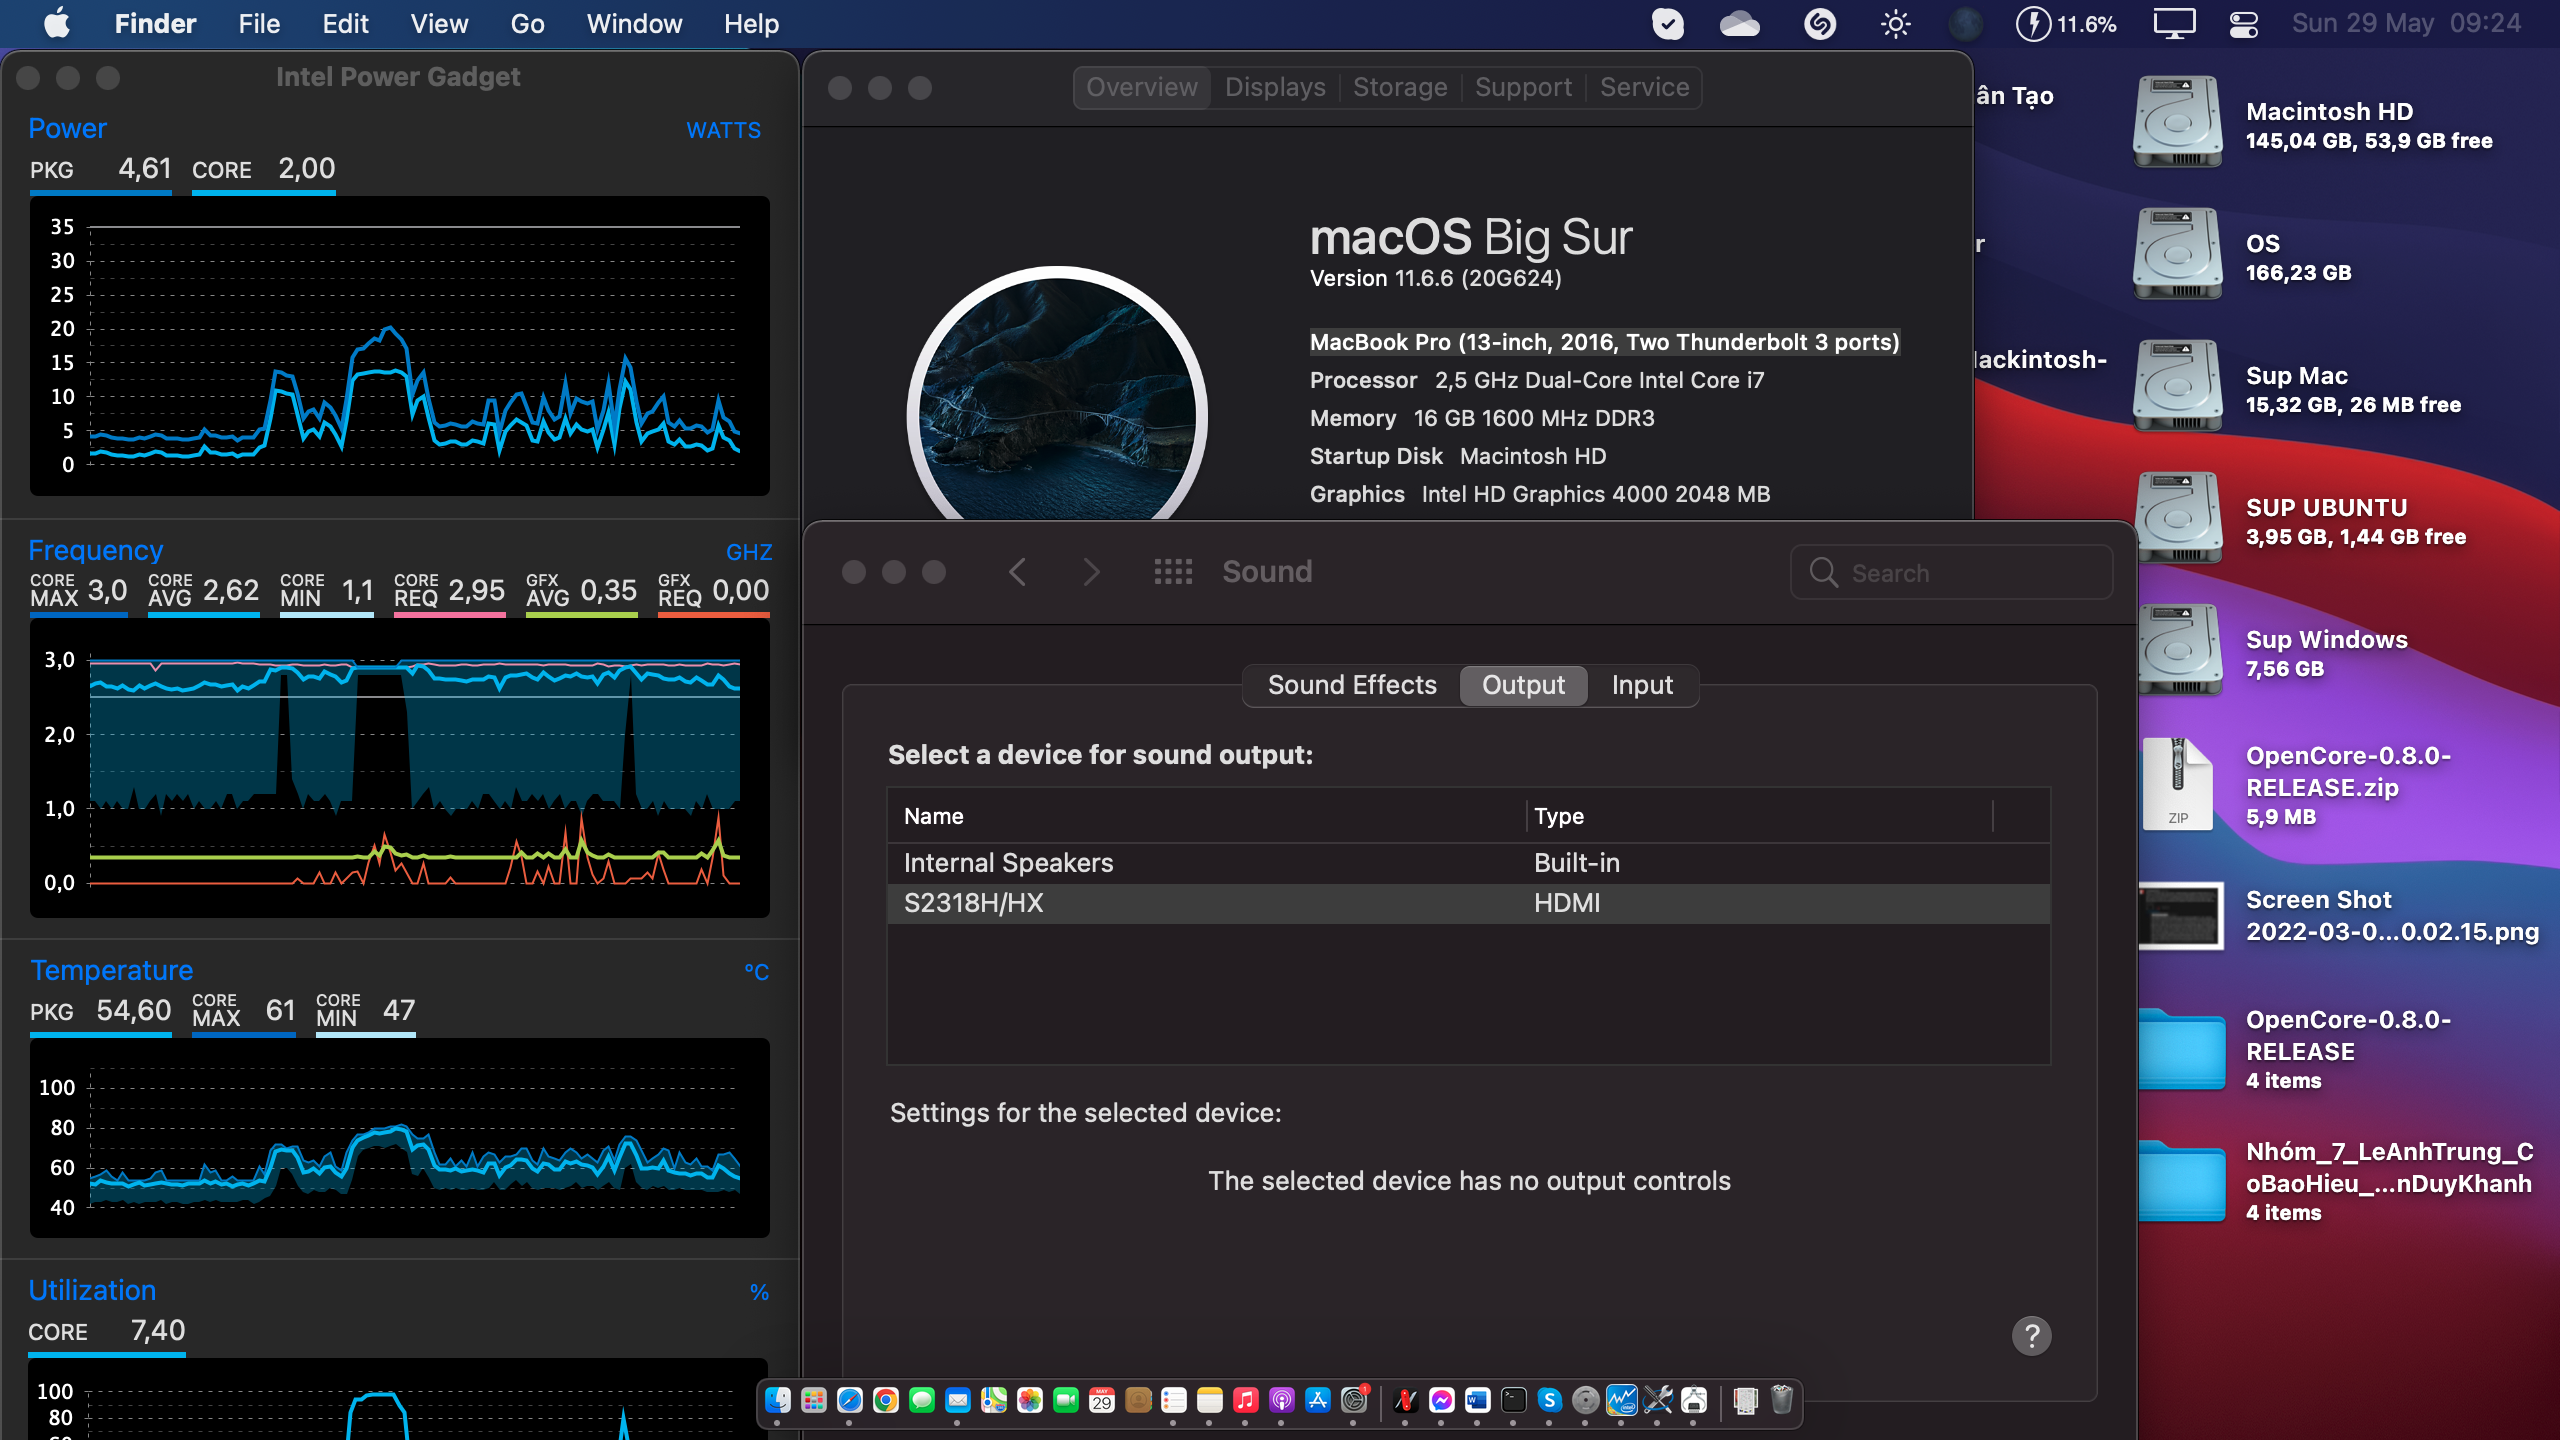 Finder File Edit View Go Window Help 11.6% Sun 29 May 09:24
Intel Power Gadget
Power WATTS
PKG 4,61 CORE 2,00
35
30
25
20
15
10
5
0
Frequency GHZ
CORE MAX 3,0 CORE AVG 2,62 CORE MIN 1,1 CORE REQ 2,95 GFX AVG 0,35 GFX REQ 0,00
3,0
2,0
1,0
0,0
Temperature °C
PKG 54,60 CORE MAX 61 CORE MIN 47
100
80
60
40
Utilization %
CORE 7,40
100
80
Overview Displays Storage Support Service
macOS Big Sur
Version 11.6.6 (20G624)
MacBook Pro (13-inch, 2016, Two Thunderbolt 3 ports)
Processor 2,5 GHz Dual-Core Intel Core i7
Memory 16 GB 1600 MHz DDR3
Startup Disk Macintosh HD
Graphics Intel HD Graphics 4000 2048 MB
Sound
Search
Sound Effects Output Input
Select a device for sound output:
Name Type
Internal Speakers Built-in
S2318H/HX HDMI
Settings for the selected device:
The selected device has no output controls
?
ân Tạo
r
ackintosh-
Macintosh HD
145,04 GB, 53,9 GB free
OS
166,23 GB
Sup Mac
15,32 GB, 26 MB free
SUP UBUNTU
3,95 GB, 1,44 GB free
Sup Windows
7,56 GB
ZIP
OpenCore-0.8.0-
RELEASE.zip
5,9 MB
Screen Shot
2022-03-0...0.02.15.png
OpenCore-0.8.0-
RELEASE
4 items
Nhóm_7_LeAnhTrung_C
oBaoHieu_...nDuyKhanh
4 items
MAY
29
1